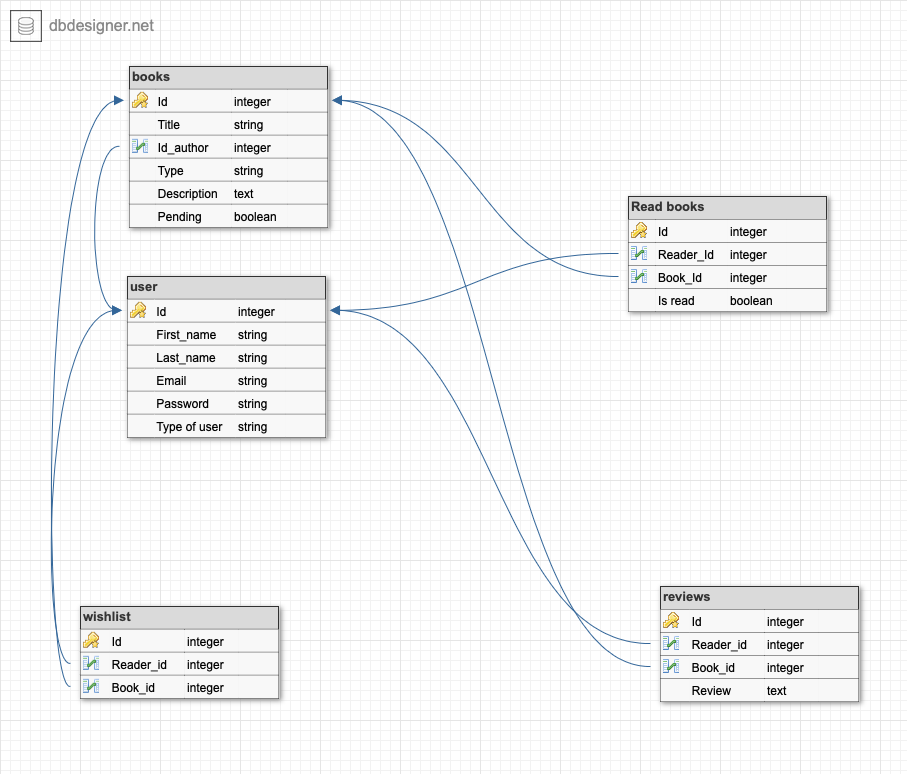 dbdesigner.net
books
Id integer
Title string
Id_author integer
Type string
Description text
Pending boolean
Read books
Id integer
Reader_Id integer
Book_Id integer
Is read boolean
user
Id integer
First_name string
Last_name string
Email string
Password string
Type of user string
wishlist
Id integer
Reader_id integer
Book_id integer
reviews
Id integer
Reader_id integer
Book_id integer
Review text